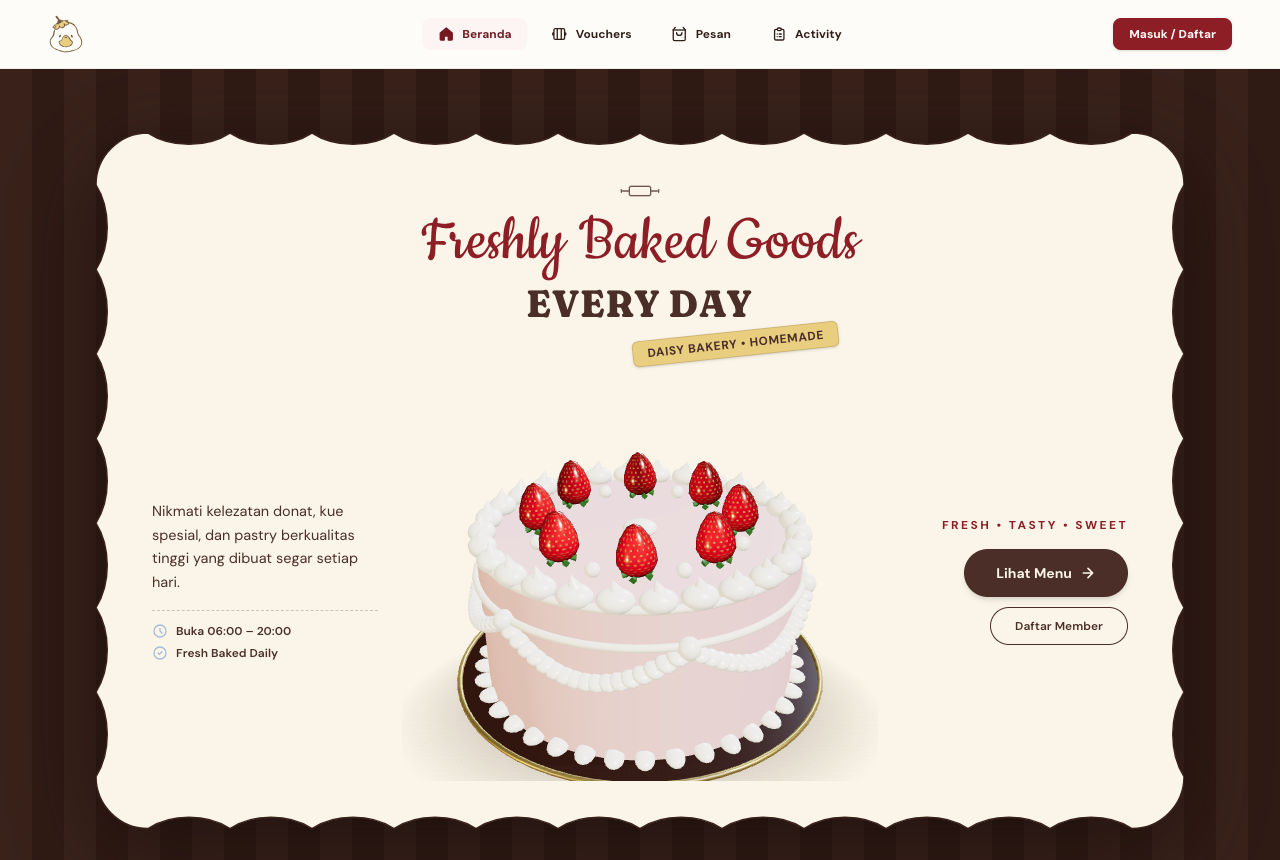 Beranda
Vouchers
Pesan
Activity
Masuk / Daftar
Freshly Baked Goods
EVERY DAY
DAISY BAKERY • HOMEMADE
Nikmati kelezatan donat, kue
spesial, dan pastry berkualitas
tinggi yang dibuat segar setiap
hari.
Buka 06:00 – 20:00
Fresh Baked Daily
FRESH • TASTY • SWEET
Lihat Menu
Daftar Member